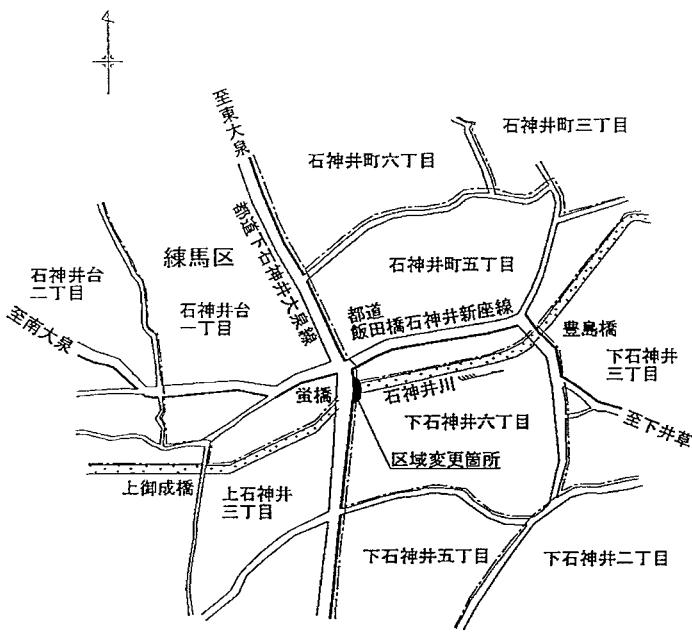 至東大泉
石神井町三丁目
石神井町六丁目
都道下石神井大泉線
練馬区
石神井町五丁目
石神井台
二丁目
石神井台
一丁目
都道
飯田橋石神井新座線
至南大泉
豊島橋
下石神井
三丁目
蛍橋
石神井川
下石神井六丁目
至下井草
区域変更箇所
上御成橋
上石神井
三丁目
下石神井五丁目
下石神井二丁目